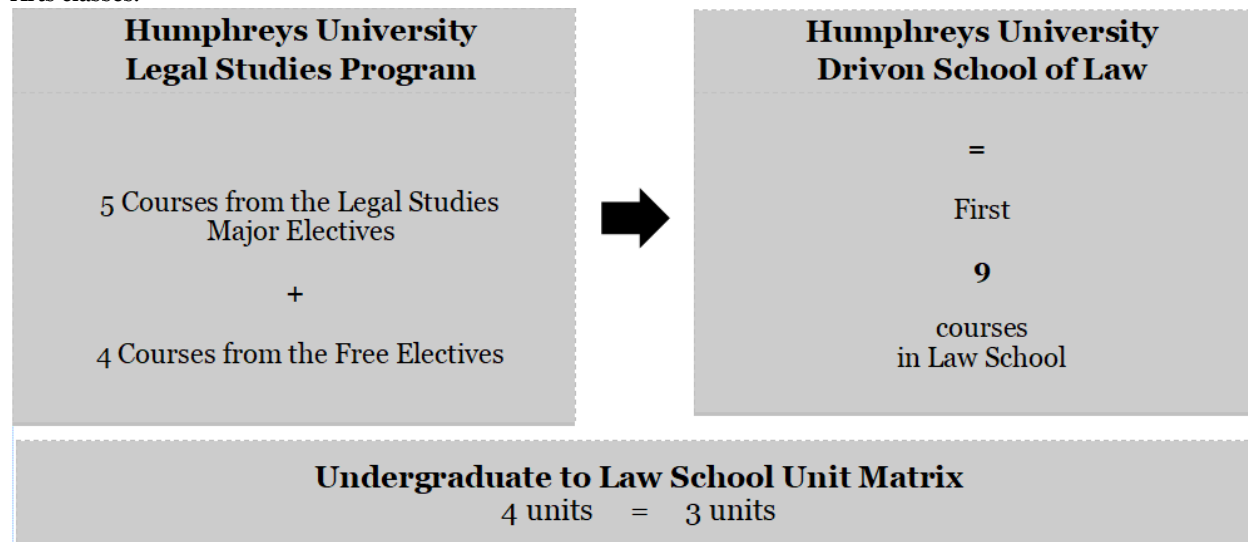 Arts classes.
Humphreys University
Legal Studies Program
5 Courses from the Legal Studies
Major Electives
+
4 Courses from the Free Electives
Humphreys University
Drivon School of Law
=
First
9
courses
in Law School
Undergraduate to Law School Unit Matrix
4 units = 3 units